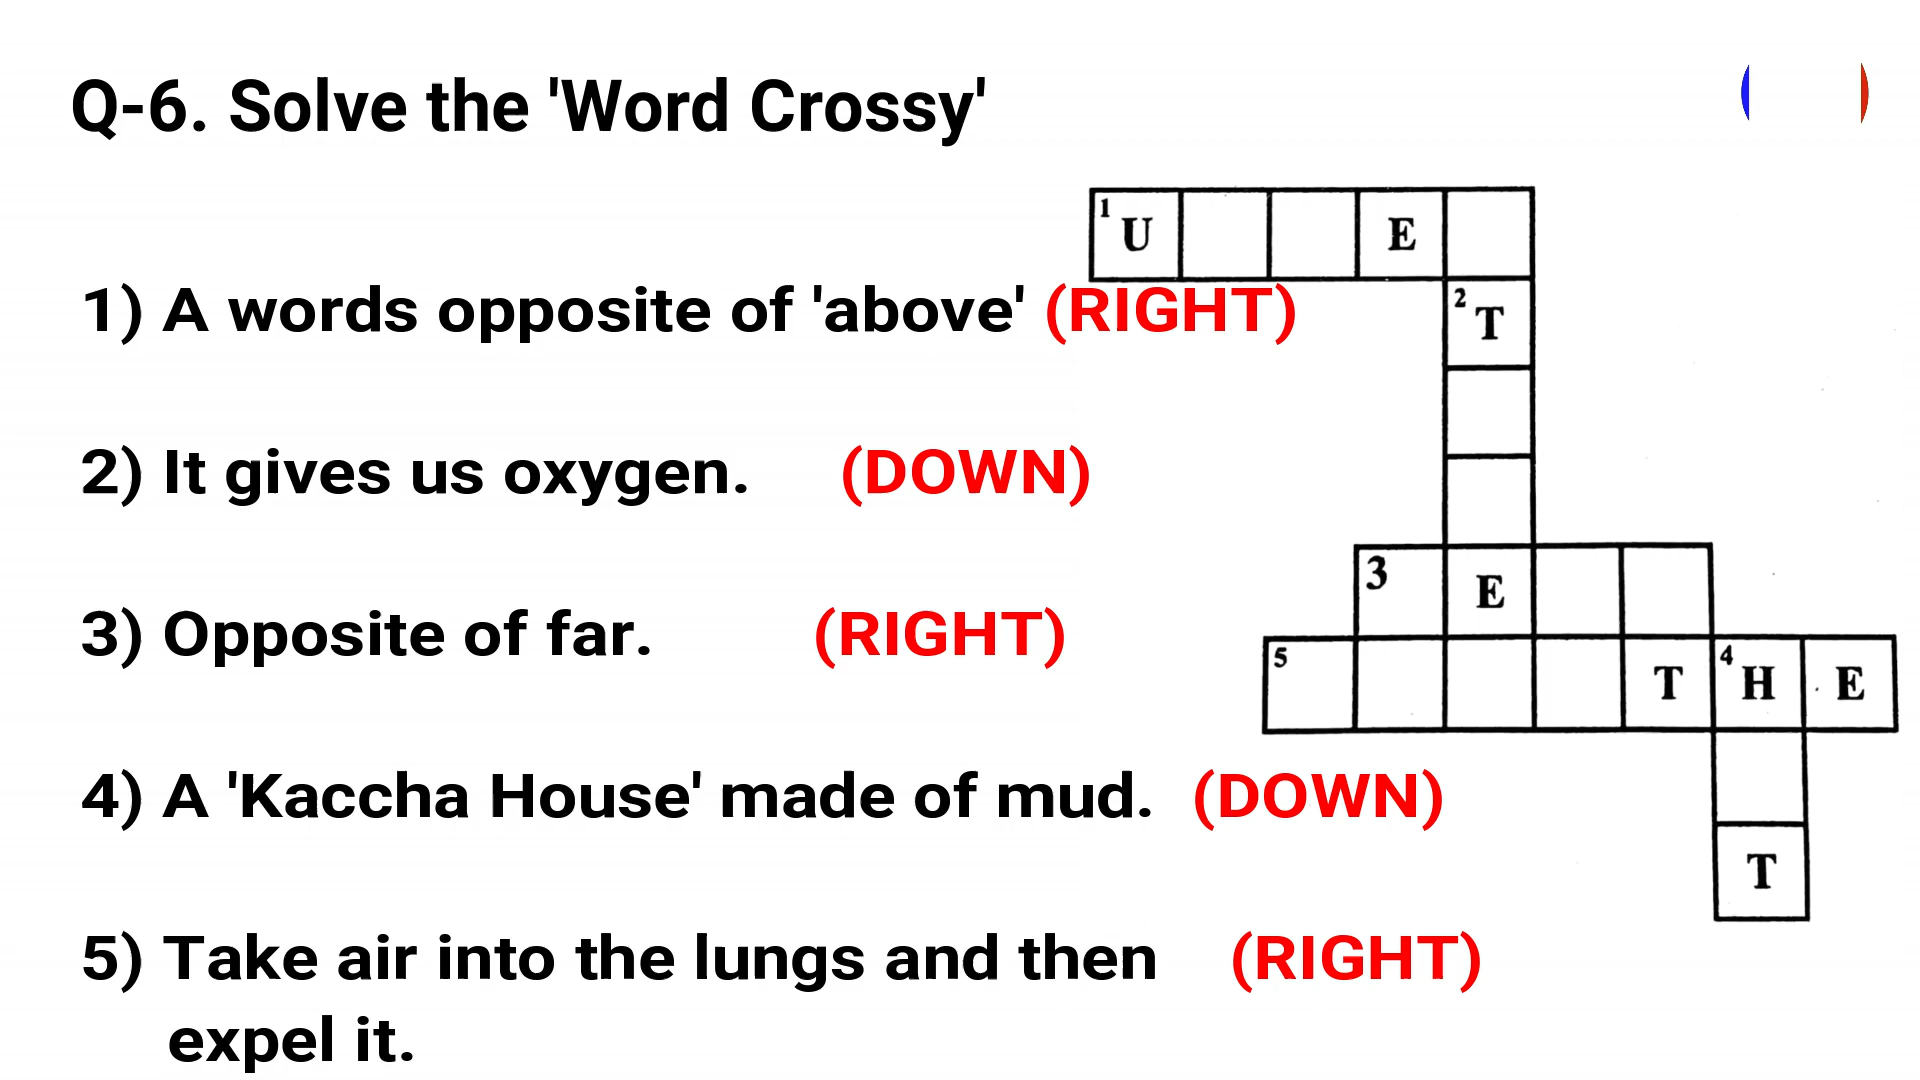 Q-6. Solve the 'Word Crossy'
1 U E
1) A words opposite of 'above' (RIGHT)
2 T
2) It gives us oxygen. (DOWN)
3 E
3) Opposite of far. (RIGHT)
5 T 4 H E
4) A 'Kaccha House' made of mud. (DOWN)
T
5) Take air into the lungs and then (RIGHT)
expel it.